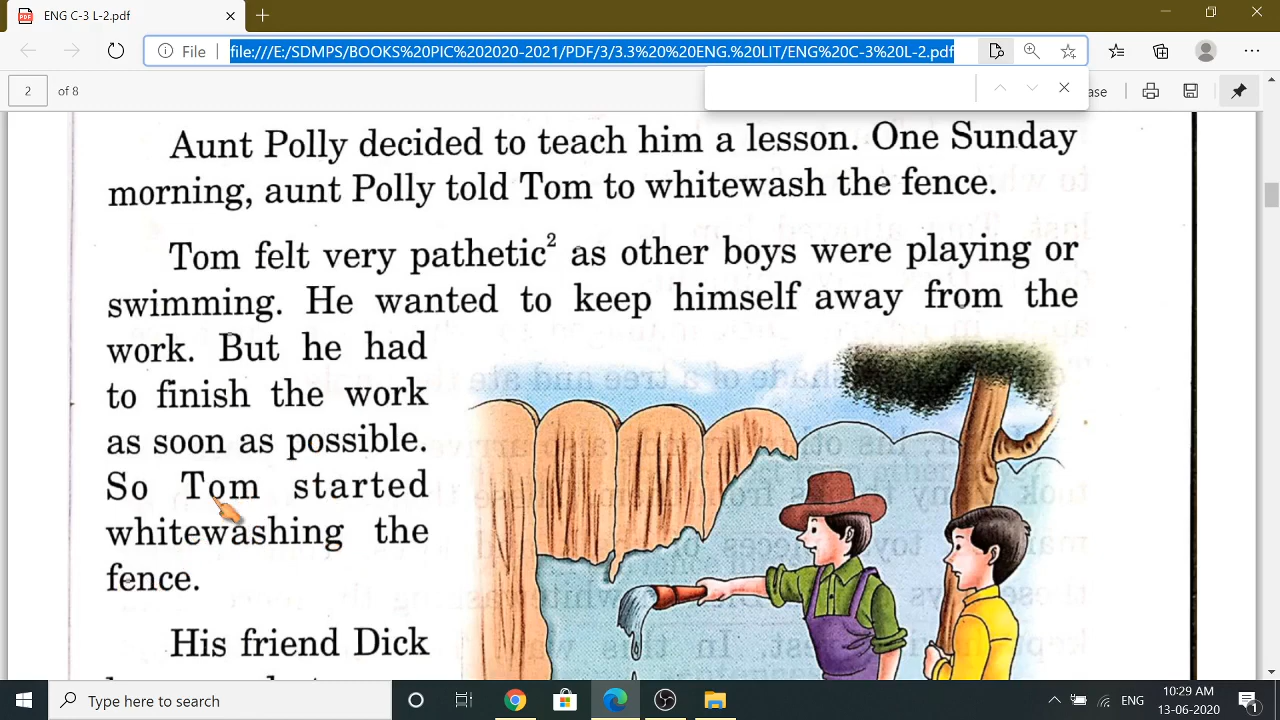 ENG C-3 L-2.pdf
File
file:///E:/SDMPS/BOOKS%20PIC%202020-2021/PDF/3/3.3%20%20ENG.%20LIT/ENG%20C-3%20L-2.pdf
2 of 8
ase
Aunt Polly decided to teach him a lesson. One Sunday
morning, aunt Polly told Tom to whitewash the fence.
Tom felt very pathetic² as other boys were playing or
swimming. He wanted to keep himself away from the
work. But he had
to finish the work
as soon as possible.
So Tom started
whitewashing the
fence.
His friend Dick
Type here to search
ENG
10:29 AM
13-06-2020
1